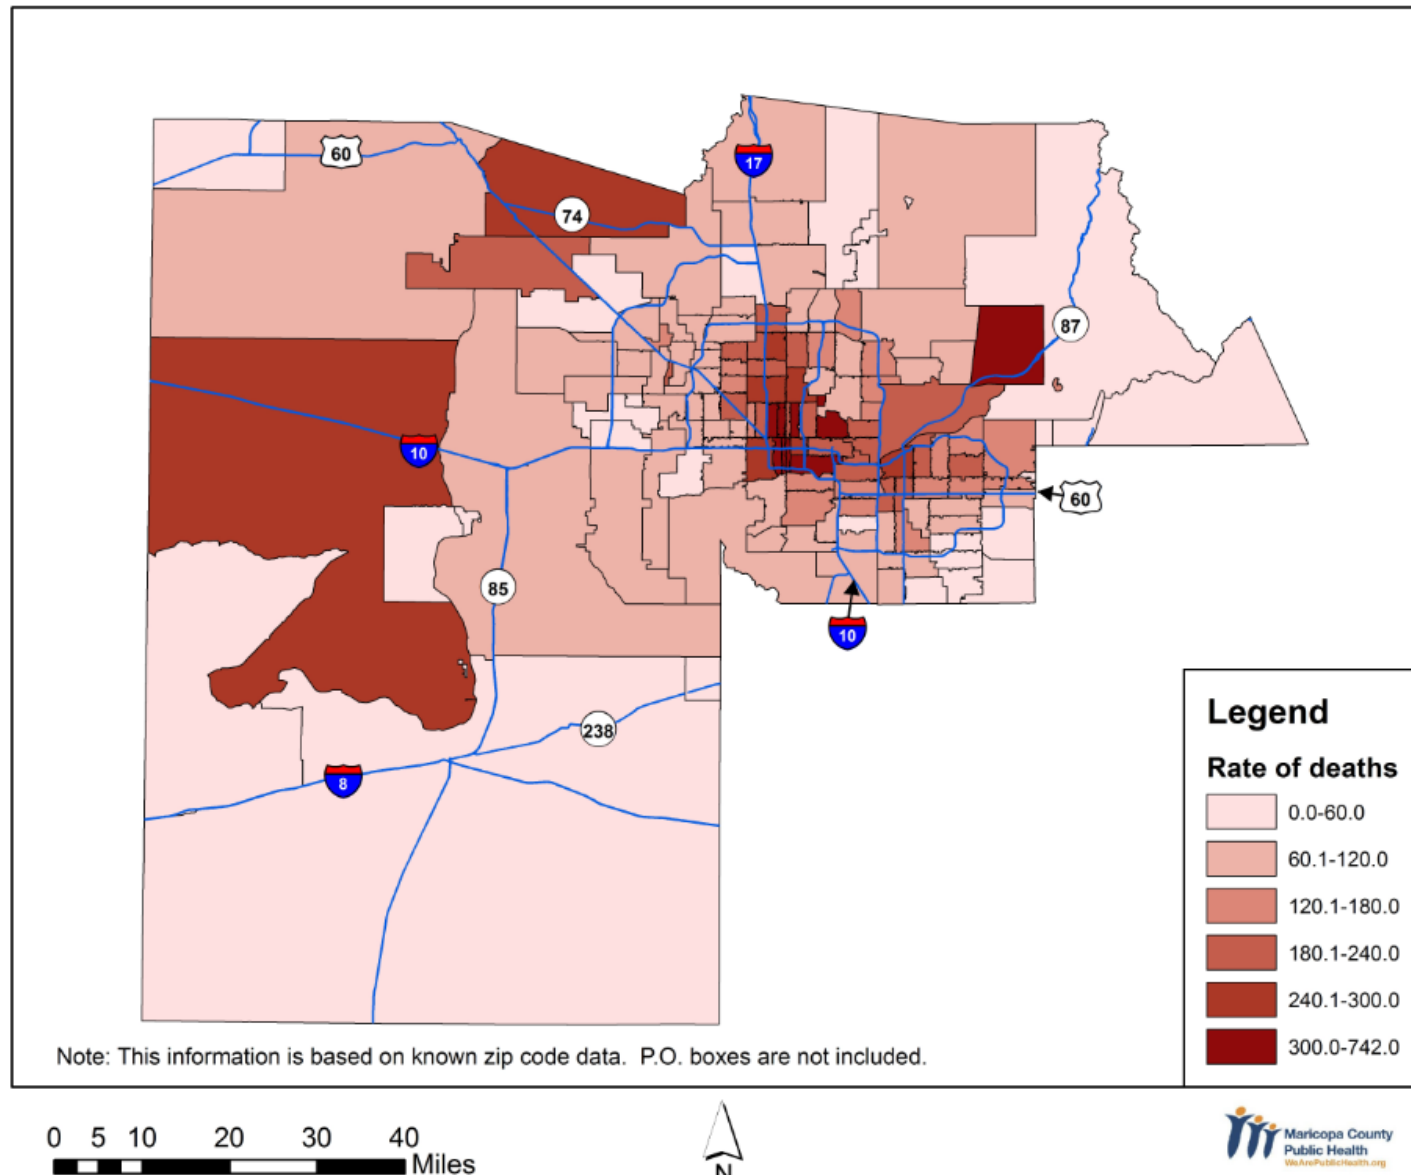 60
17
74
87
10
60
85
10
238
8
Legend
Rate of deaths
0.0-60.0
60.1-120.0
120.1-180.0
180.1-240.0
240.1-300.0
300.0-742.0
Note: This information is based on known zip code data. P.O. boxes are not included.
0 5 10 20 30 40
Miles
N
Maricopa County
Public Health
WeArePublicHealth.org